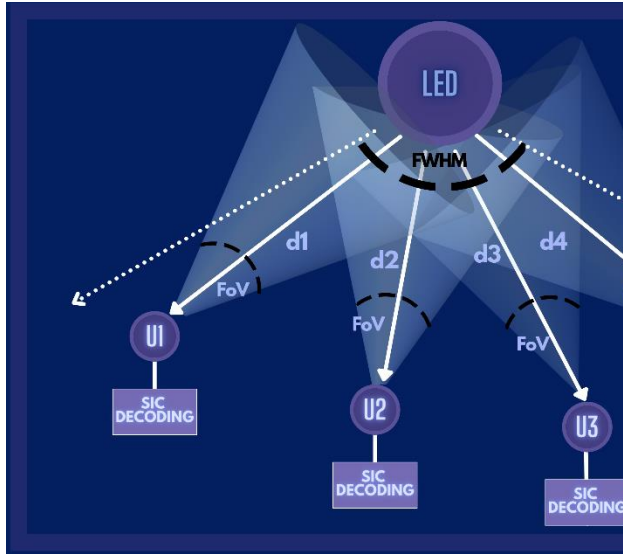 LED
FWHM
d1
d2
d3
d4
FoV
FoV
FoV
U1
SIC
DECODING
U2
SIC
DECODING
U3
SIC
DECODING